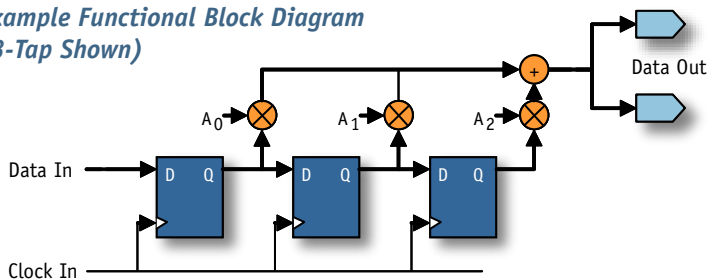 xample Functional Block Diagram
3-Tap Shown)
+
Data Out
A0
A1
A2
Data In
D Q
D Q
D Q
Clock In